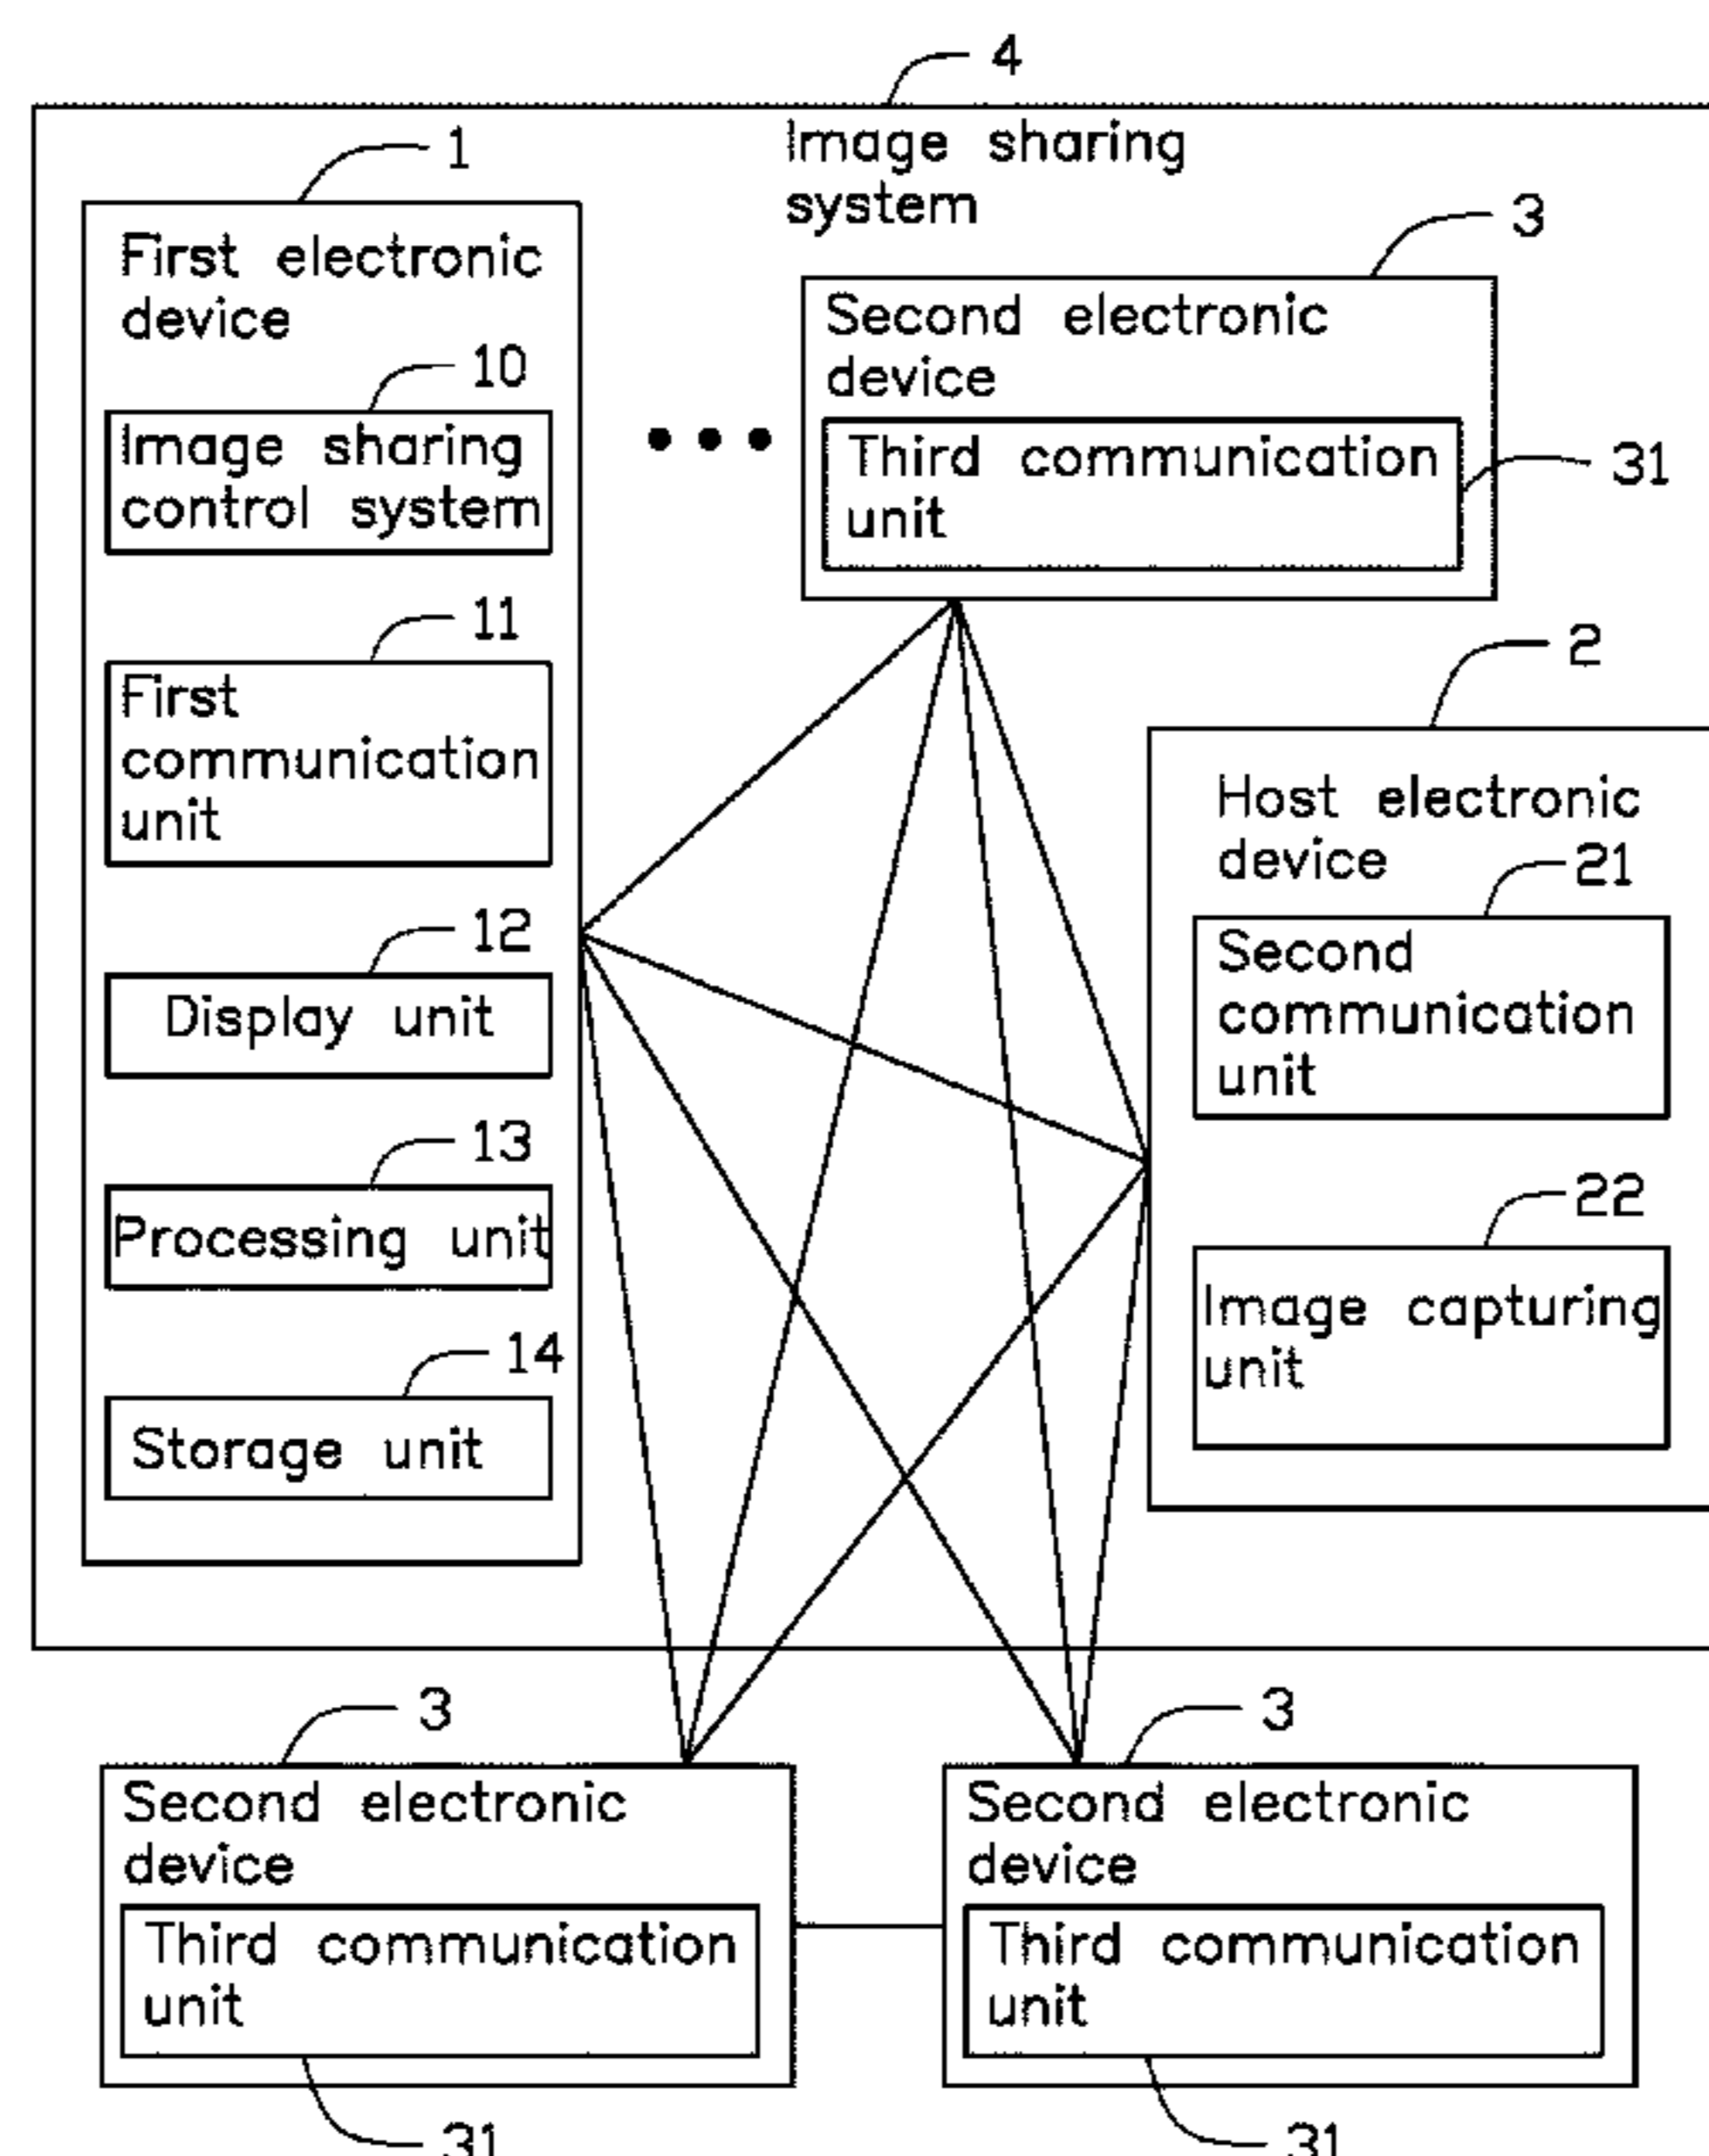 4
Image sharing
system
1
First electronic
device
10
Image sharing
control system
11
First
communication
unit
12
Display unit
13
Processing unit
14
Storage unit
3
Second electronic
device
Third communication
unit
31
2
Host electronic
device
21
Second
communication
unit
22
Image capturing
unit
3
Second electronic
device
Third communication
unit
31
3
Second electronic
device
Third communication
unit
31